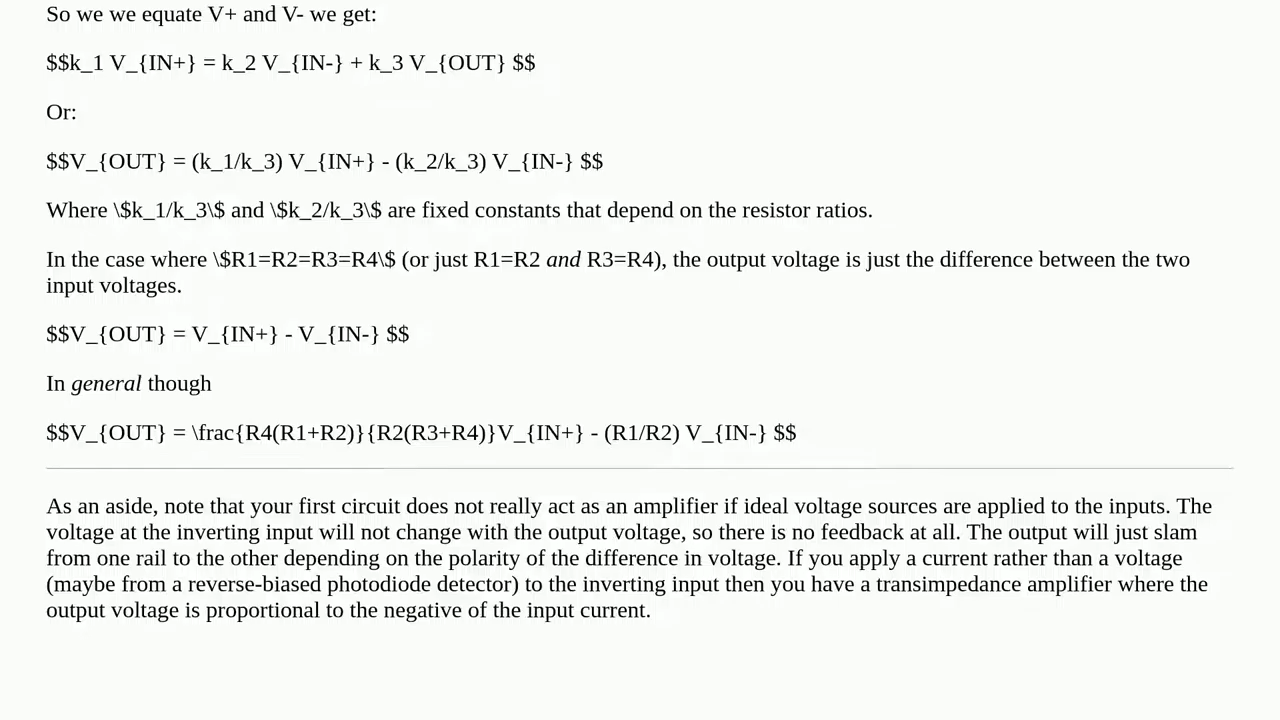 So we we equate V+ and V- we get:
$$k_1 V_{IN+} = k_2 V_{IN-} + k_3 V_{OUT} $$
Or:
$$V_{OUT} = (k_1/k_3) V_{IN+} - (k_2/k_3) V_{IN-} $$
Where \$k_1/k_3\$ and \$k_2/k_3\$ are fixed constants that depend on the resistor ratios.
In the case where \$R1=R2=R3=R4\$ (or just R1=R2 and R3=R4), the output voltage is just the difference between the two
input voltages.
$$V_{OUT} = V_{IN+} - V_{IN-} $$
In general though
$$V_{OUT} = \frac{R4(R1+R2)}{R2(R3+R4)}V_{IN+} - (R1/R2) V_{IN-} $$
As an aside, note that your first circuit does not really act as an amplifier if ideal voltage sources are applied to the inputs. The
voltage at the inverting input will not change with the output voltage, so there is no feedback at all. The output will just slam
from one rail to the other depending on the polarity of the difference in voltage. If you apply a current rather than a voltage
(maybe from a reverse-biased photodiode detector) to the inverting input then you have a transimpedance amplifier where the
output voltage is proportional to the negative of the input current.